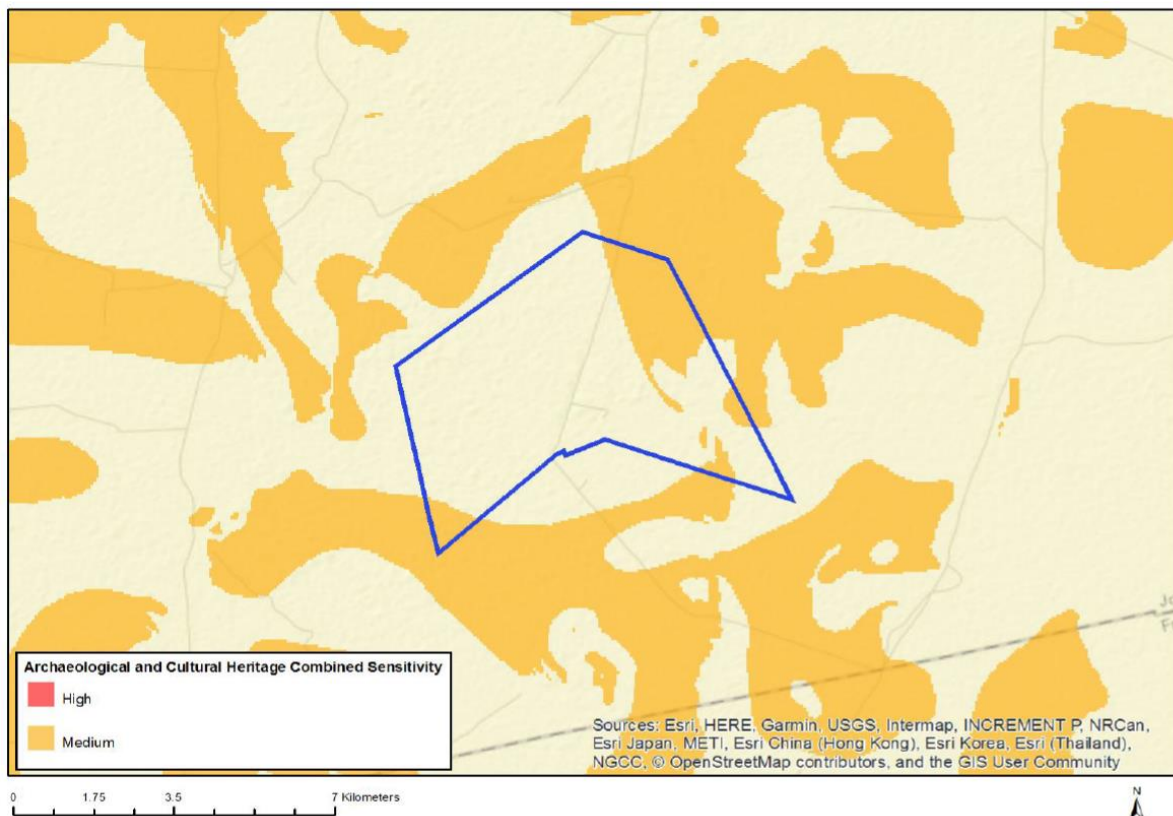 Jo
F
Archaeological and Cultural Heritage Combined Sensitivity
High
Medium
Sources: Esri, HERE, Garmin, USGS, Intermap, INCREMENT P, NRCan,
Esri Japan, METI, Esri China (Hong Kong), Esri Korea, Esri (Thailand),
NGCC, © OpenStreetMap contributors, and the GIS User Community
0 1.75 3.5 7 Kilometers
N